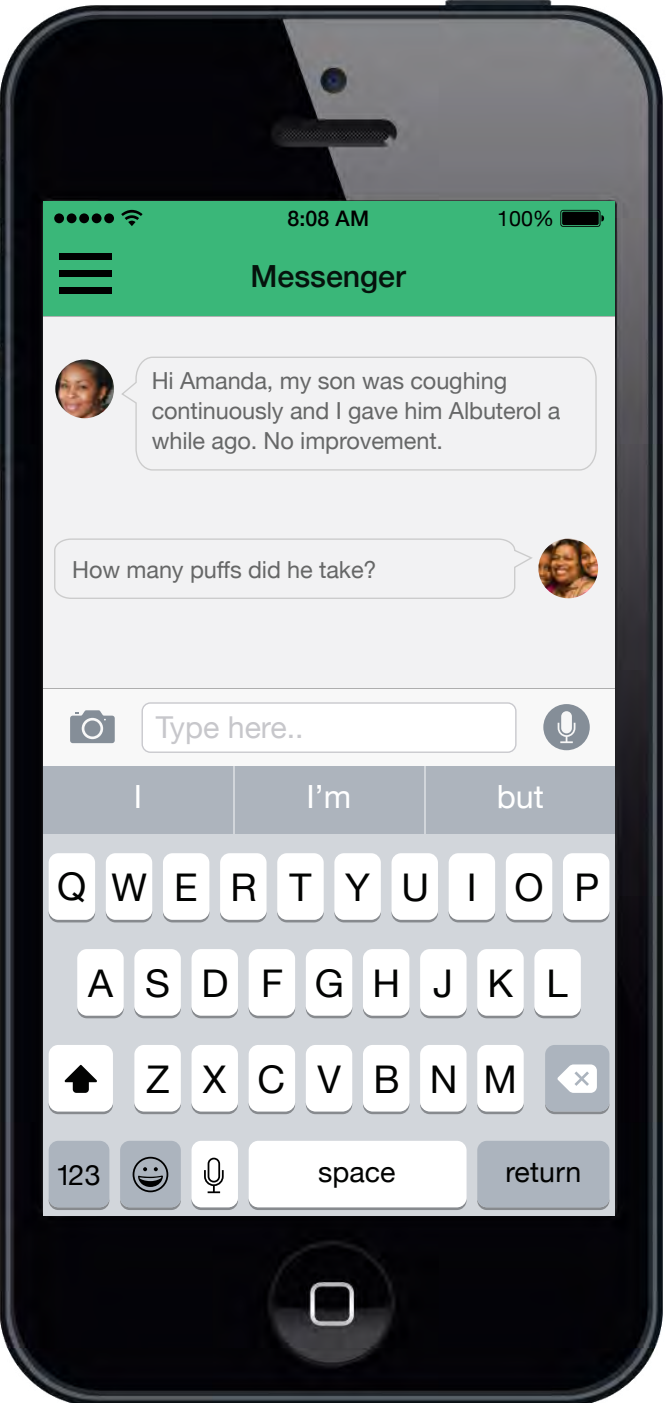 8:08 AM
100%
Messenger
Hi Amanda, my son was coughing
continuously and I gave him Albuterol a
while ago. No improvement.
How many puffs did he take?
Type here..
I I'm but
Q W E R T Y U I O P
A S D F G H J K L
Z X C V B N M
123 space return